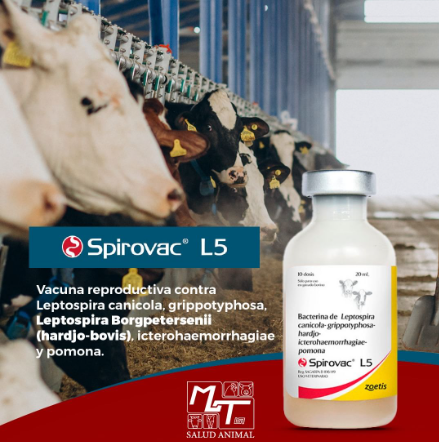 Spirovac® L5
Vacuna reproductiva contra
Leptospira canicola, grippotyphosa,
Leptospira Borgpetersenii
(hardjo-bovis), icterohaemorrhagiae
y pomona.
10 dosis 20 mL
Bacterina de Leptospira
canicola-grippotyphosa-
hardjo-
icterohaemorrhagiae-
pomona
Spirovac® L5
zoetis
MT
SALUD ANIMAL